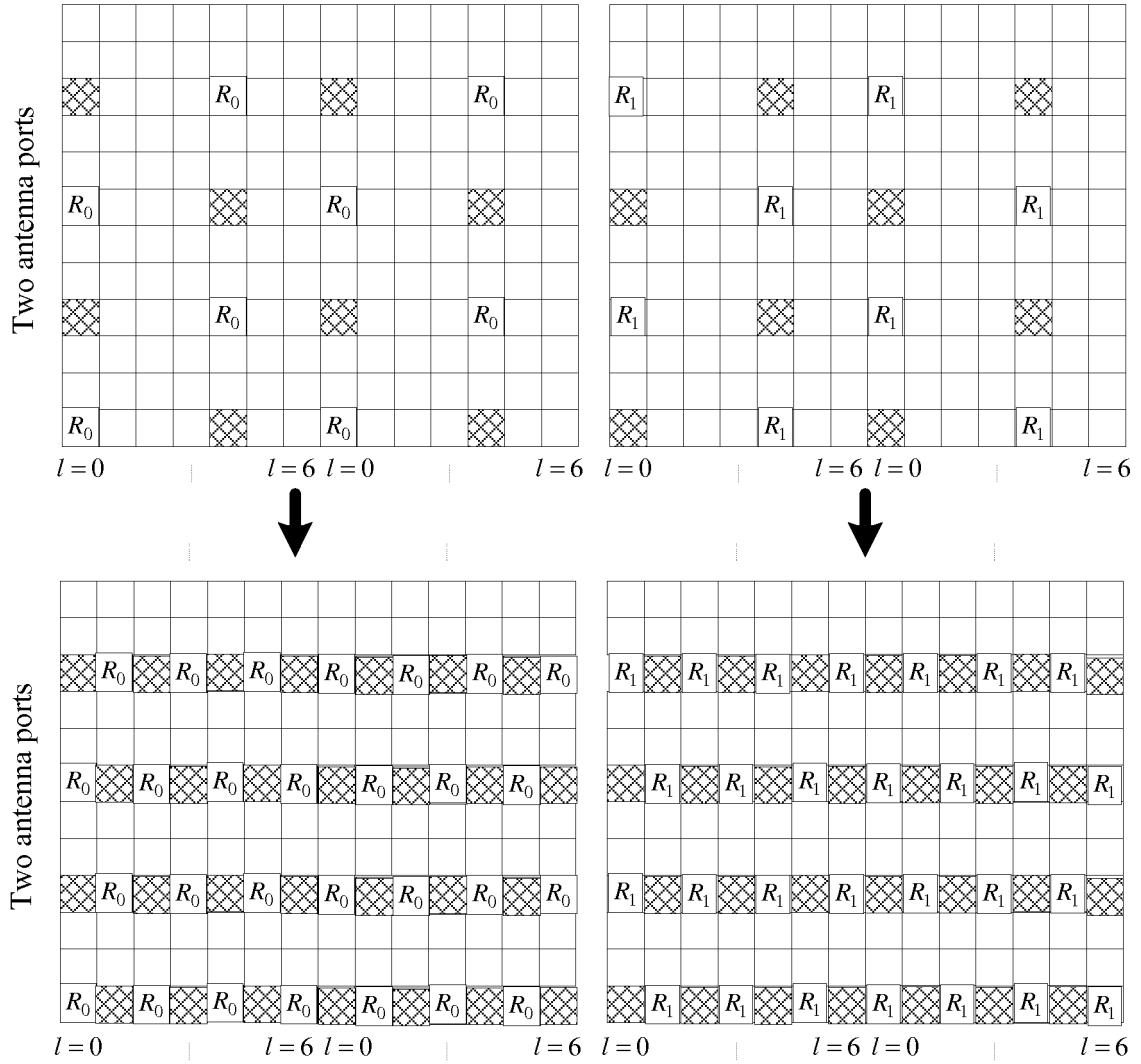 Two antenna ports
R0 R0 R1 R1
R0 R0 R1 R1
R0 R0 R1 R1
R0 R0 R1 R1
l = 0 l = 6 l = 0 l = 6 l = 0 l = 6 l = 0 l = 6
Two antenna ports
R0 R0 R0 R0 R0 R0 R0 R1 R1 R1 R1 R1 R1 R1
R0 R0 R0 R0 R0 R0 R0 R1 R1 R1 R1 R1 R1 R1
R0 R0 R0 R0 R0 R0 R0 R1 R1 R1 R1 R1 R1 R1
R0 R0 R0 R0 R0 R0 R0 R1 R1 R1 R1 R1 R1 R1
l = 0 l = 6 l = 0 l = 6 l = 0 l = 6 l = 0 l = 6